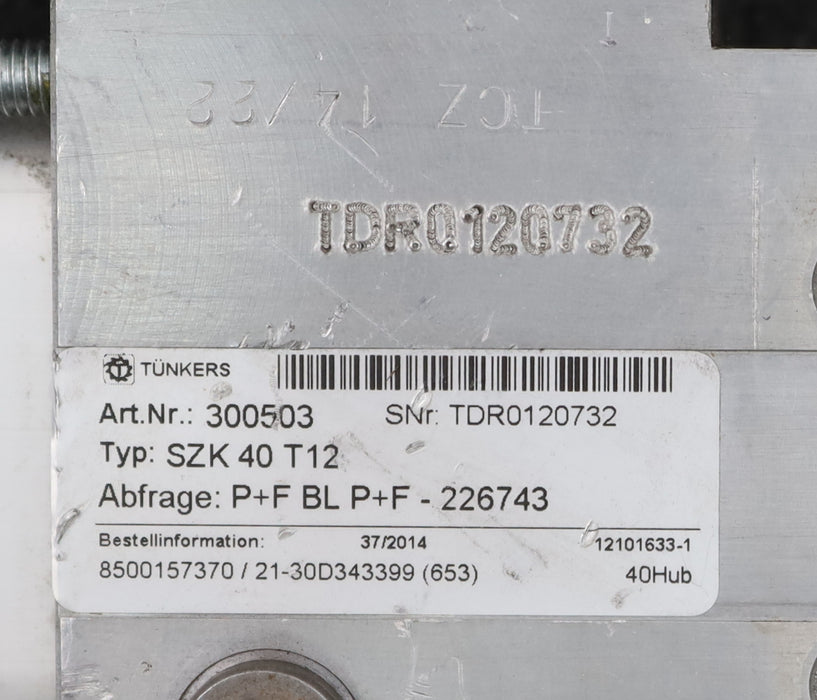 TCZ 14/22
TDR0120732
TÜNKERS
Art.Nr.: 300503 SNr: TDR0120732
Typ: SZK 40 T12
Abfrage: P+F BL P+F - 226743
Bestellinformation: 37/2014 12101633-1
8500157370 / 21-30D343399 (653) 40Hub